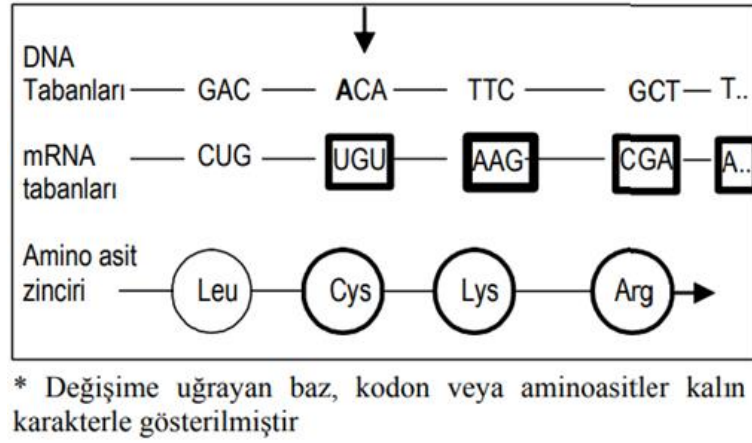 DNA
Tabanları GAC ACA TTC GCT T..
mRNA
tabanları CUG UGU AAG CGA A..
Amino asit
zinciri Leu Cys Lys Arg
* Değişime uğrayan baz, kodon veya aminoasitler kalın
karakterle gösterilmiştir